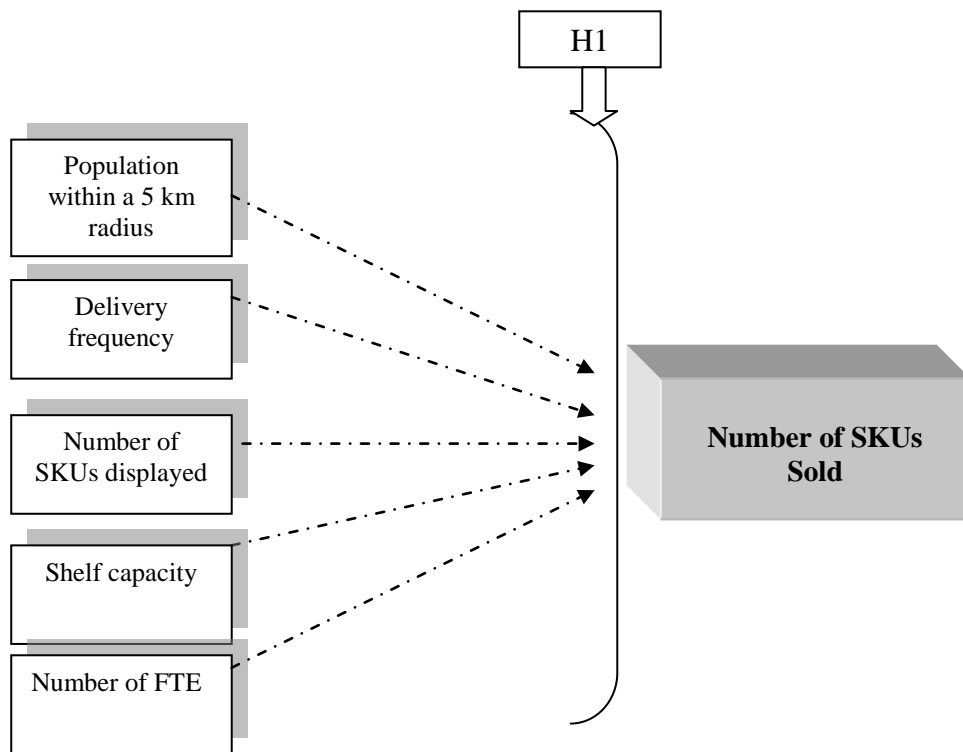 H1
Population
within a 5 km
radius
Delivery
frequency
Number of
SKUs displayed
Shelf capacity
Number of FTE
Number of SKUs
Sold